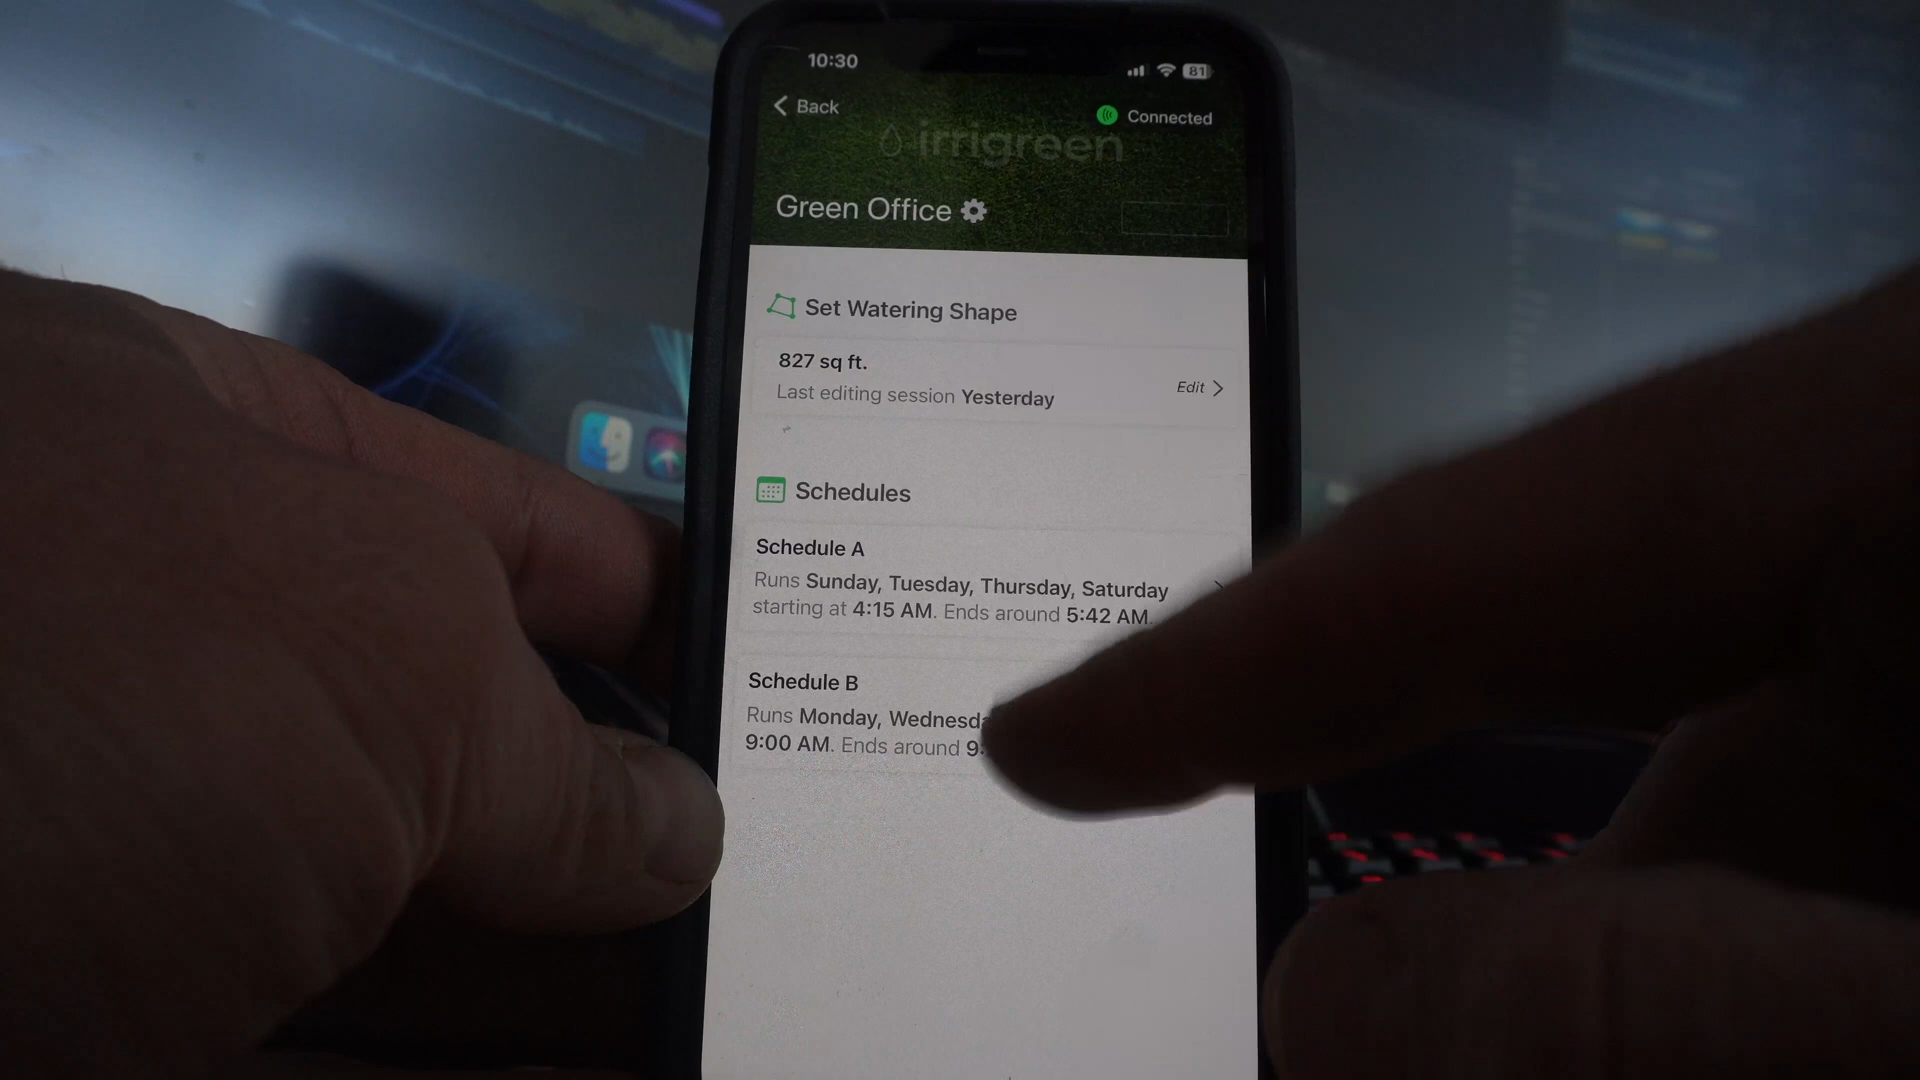 10:30
81
Back
Connected
irrigreen
Green Office
Set Watering Shape
827 sq ft.
Last editing session Yesterday
Edit
Schedules
Schedule A
Runs Sunday, Tuesday, Thursday, Saturday
starting at 4:15 AM. Ends around 5:42 AM.
Schedule B
Runs Monday, Wednesda
9:00 AM. Ends around 9: